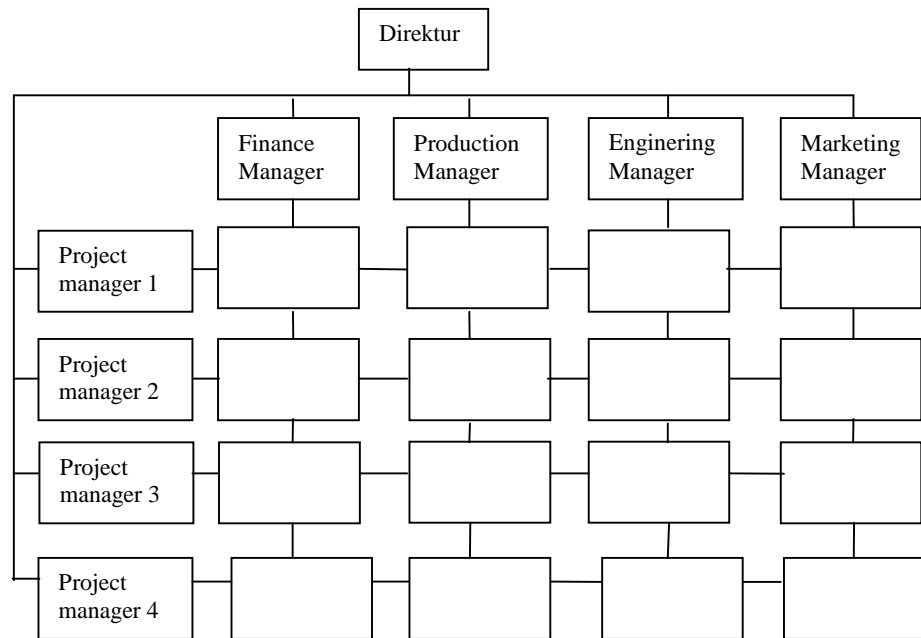 Direktur
Finance
Manager
Production
Manager
Enginering
Manager
Marketing
Manager
Project
manager 1
Project
manager 2
Project
manager 3
Project
manager 4